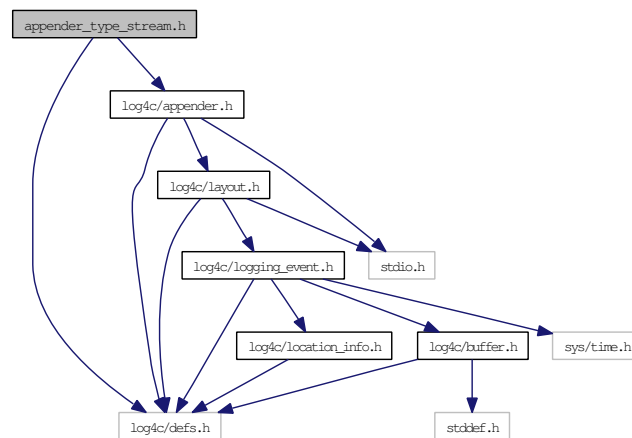 appender_type_stream.h
log4c/appender.h
log4c/layout.h
log4c/logging_event.h
stdio.h
log4c/location_info.h
log4c/buffer.h
sys/time.h
log4c/defs.h
stddef.h